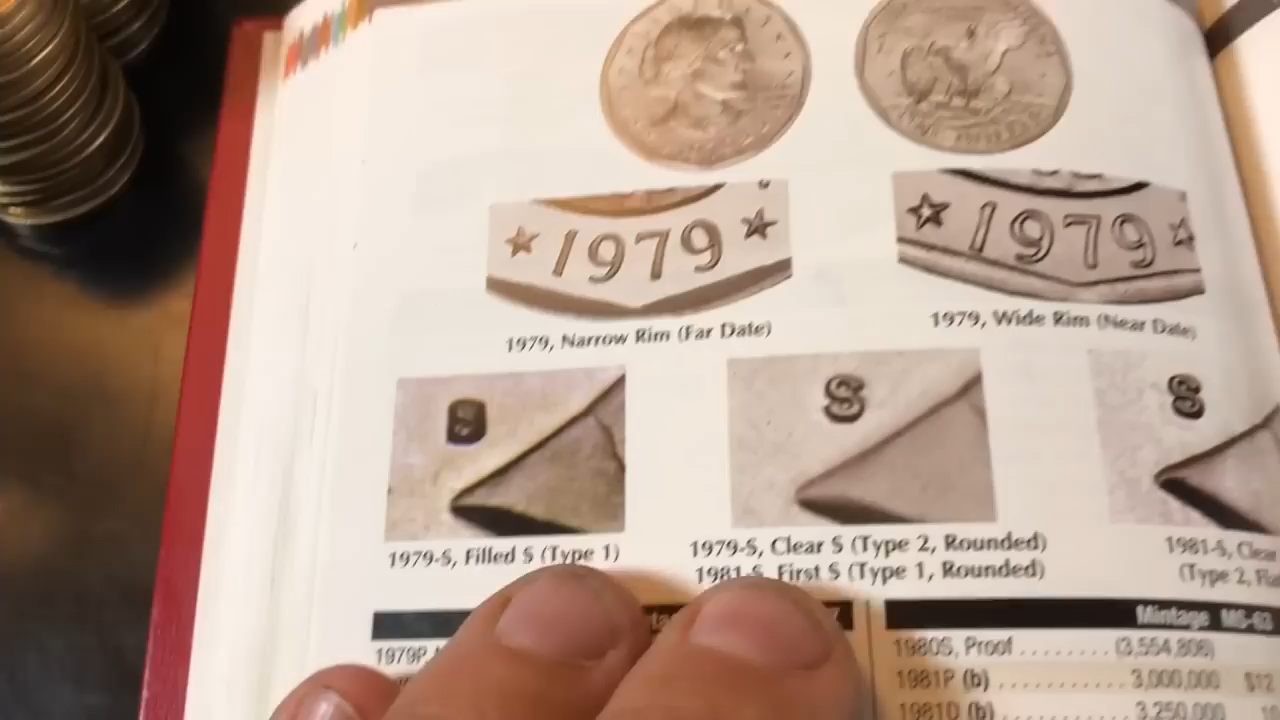 1979
1979
1979, Narrow Rim (Far Date)
1979, Wide Rim (Near Date)
S
S
S
1979-S, Filled S (Type 1)
1979-S, Clear S (Type 2, Rounded)
1981-S, First S (Type 1, Rounded)
1981-S, Clear
(Type 2,
Mintage MS-63
1979P,
1980S, Proof ........ (3,554,806)
1981P (b) ............ 3,000,000 $12
1981D (b) ............ 3,250,000 10